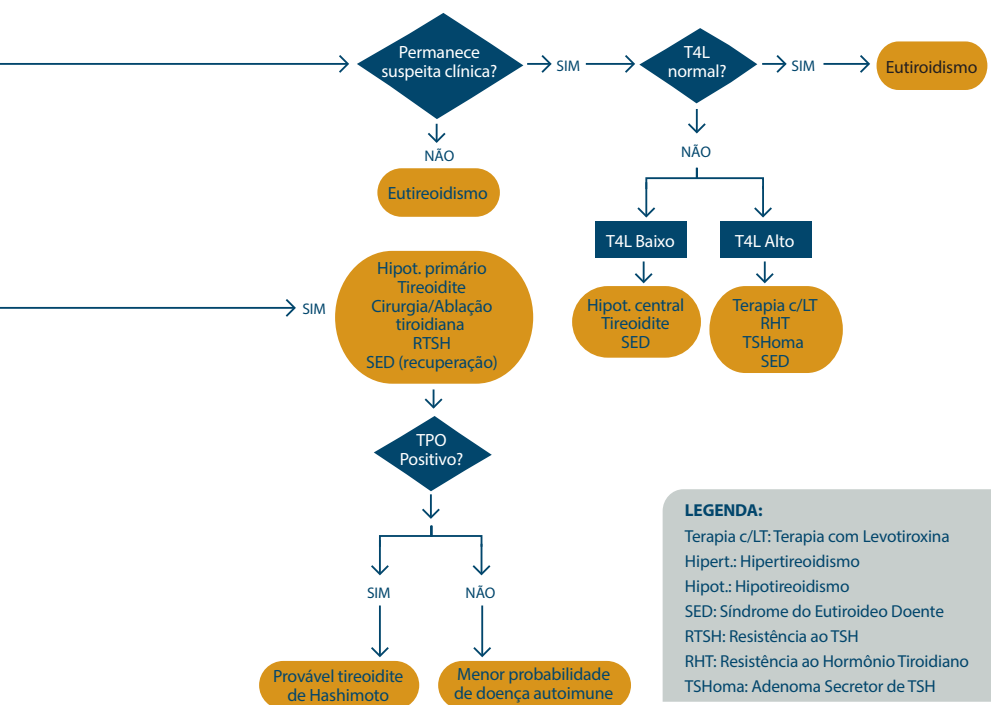 Permanece
suspeita clínica?
SIM
T4L
normal?
SIM
Eutiroidismo
NÃO
Eutireoidismo
NÃO
T4L Baixo
T4L Alto
Hipot. central
Tireoidite
SED
Terapia c/LT
RHT
TSHoma
SED
SIM
Hipot. primário
Tireoidite
Cirurgia/Ablação
tiroidiana
RTSH
SED (recuperação)
TPO
Positivo?
SIM
NÃO
Provável tireoidite
de Hashimoto
Menor probabilidade
de doença autoimune
LEGENDA:
Terapia c/LT: Terapia com Levotiroxina
Hipert.: Hipertireoidismo
Hipot.: Hipotireoidismo
SED: Síndrome do Eutiroideo Doente
RTSH: Resistência ao TSH
RHT: Resistência ao Hormônio Tiroidiano
TSHoma: Adenoma Secretor de TSH